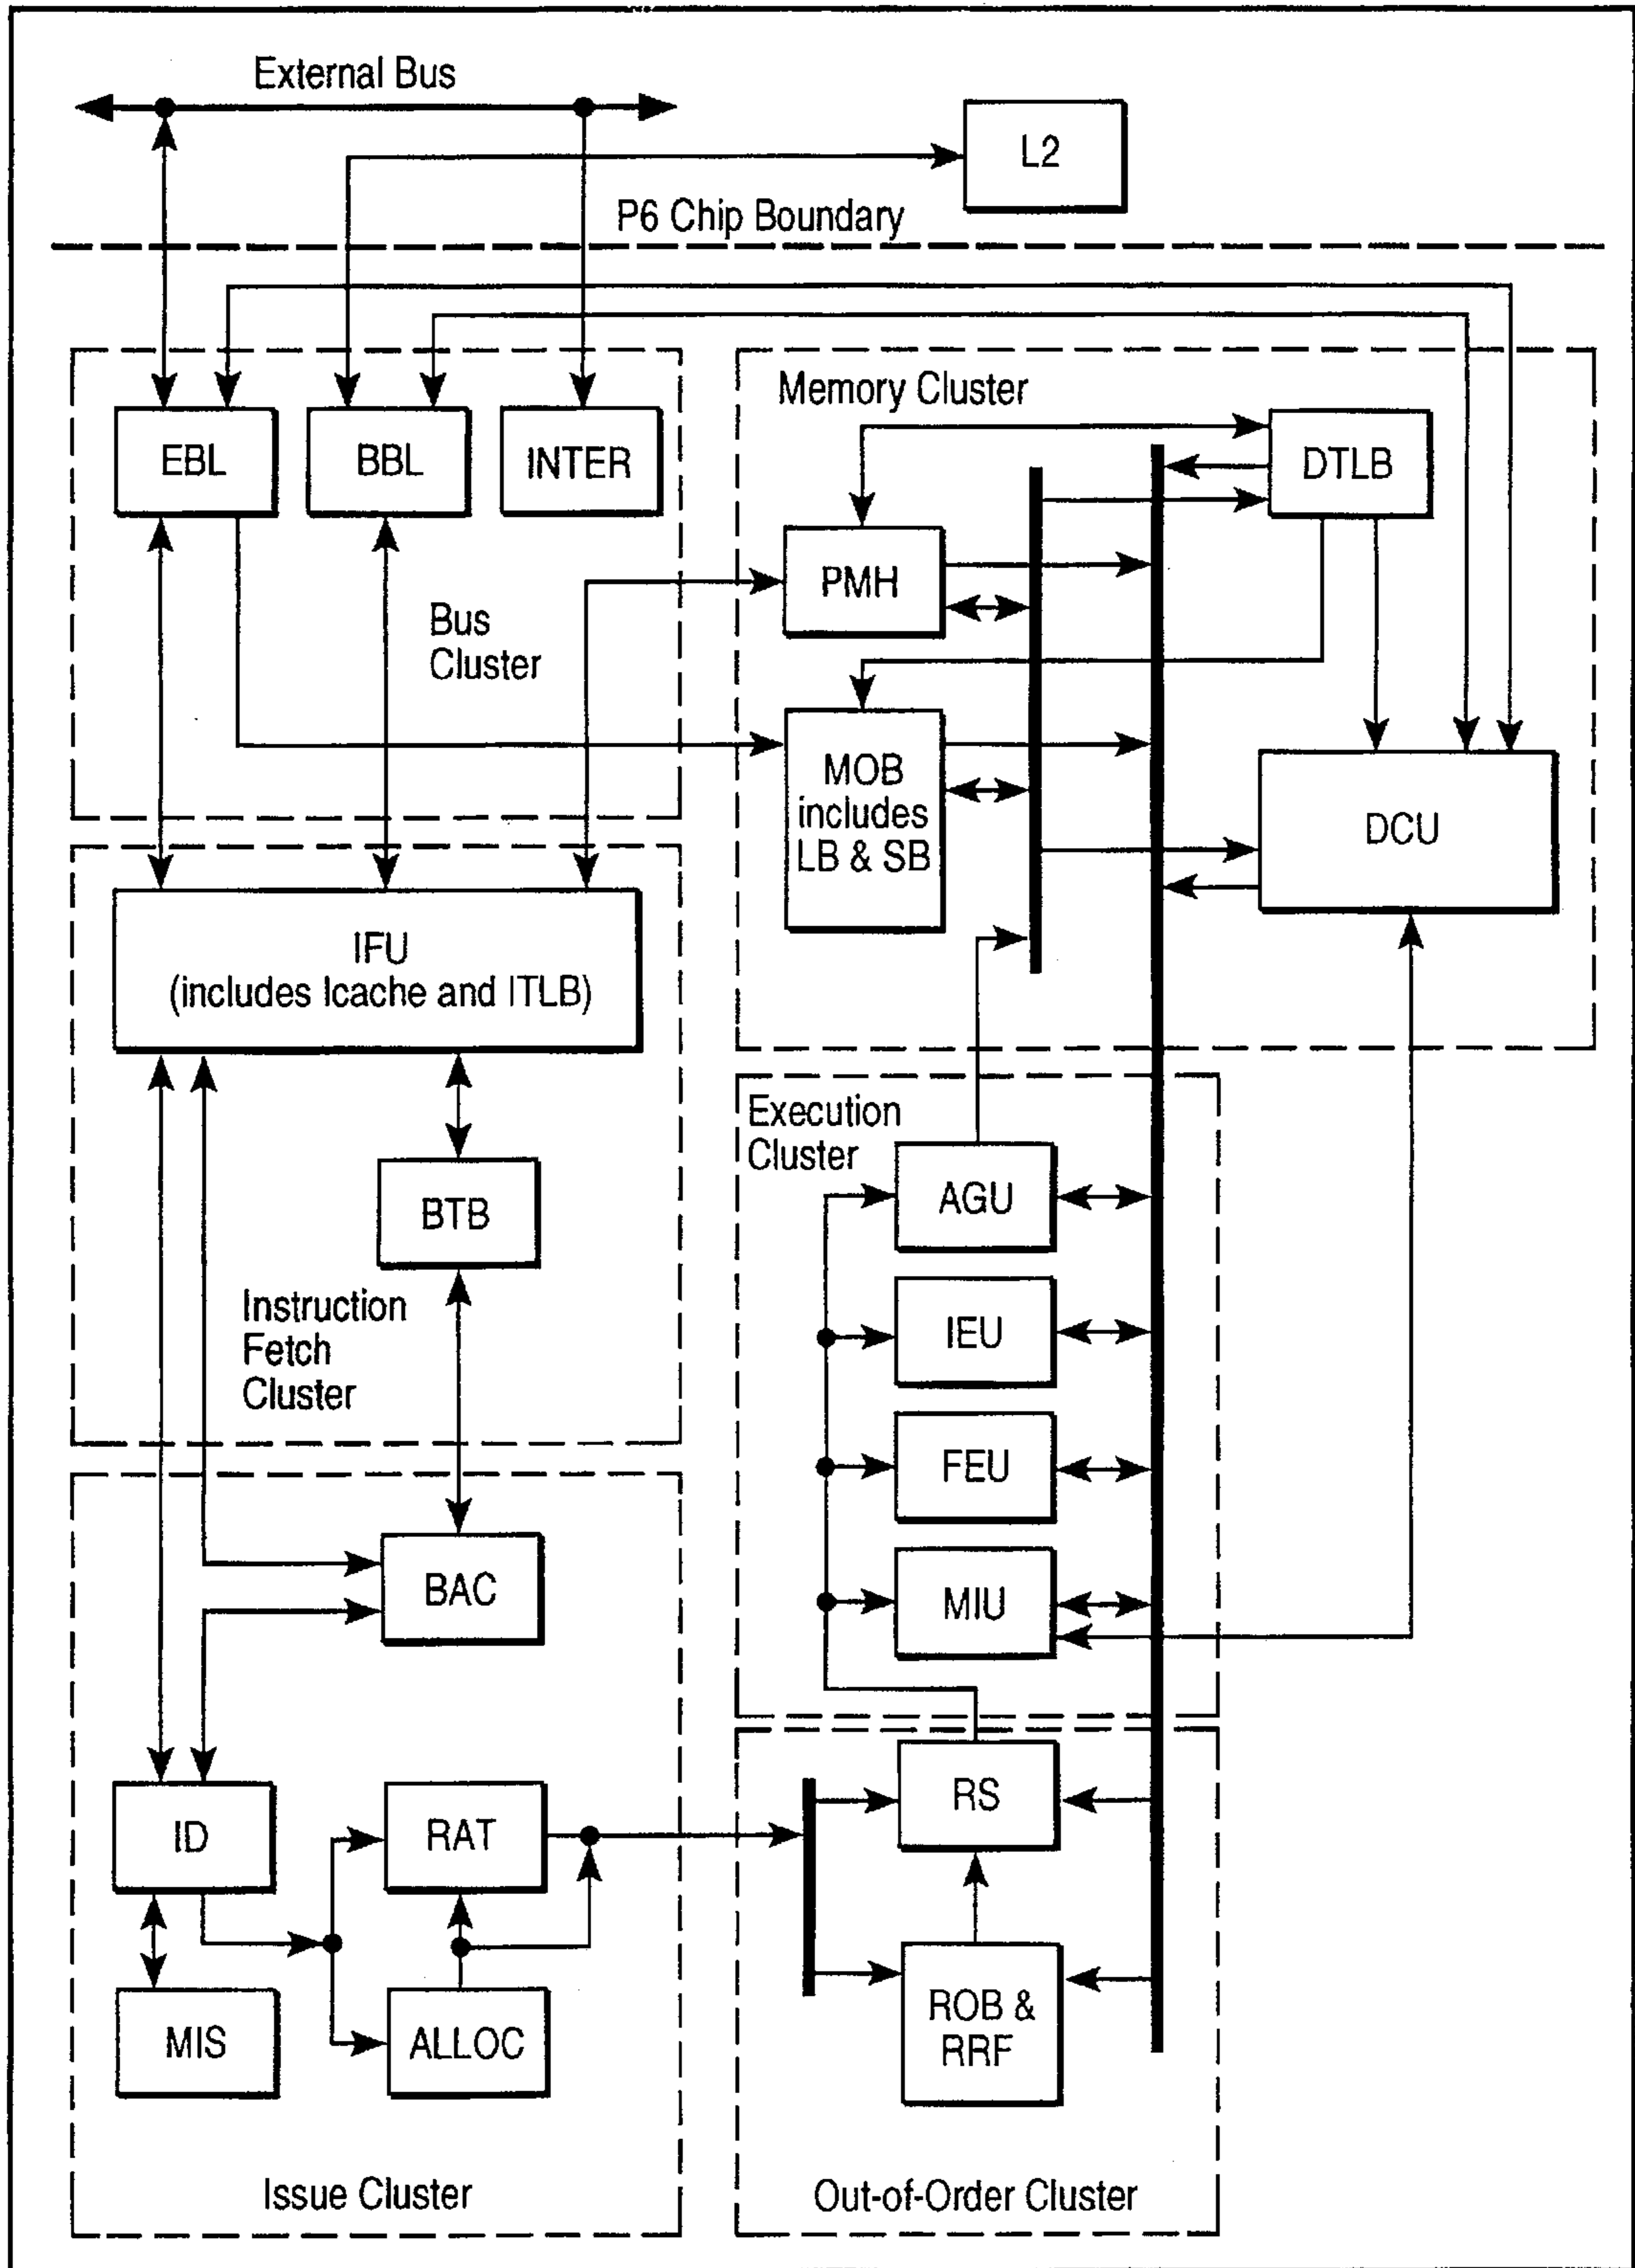 External Bus
L2
P6 Chip Boundary
EBL
BBL
INTER
Bus
Cluster
Memory Cluster
DTLB
PMH
MOB
includes
LB & SB
DCU
IFU
(includes Icache and ITLB)
BTB
Instruction
Fetch
Cluster
Execution
Cluster
AGU
IEU
FEU
MIU
BAC
ID
RAT
MIS
ALLOC
Issue Cluster
RS
ROB &
RRF
Out-of-Order Cluster